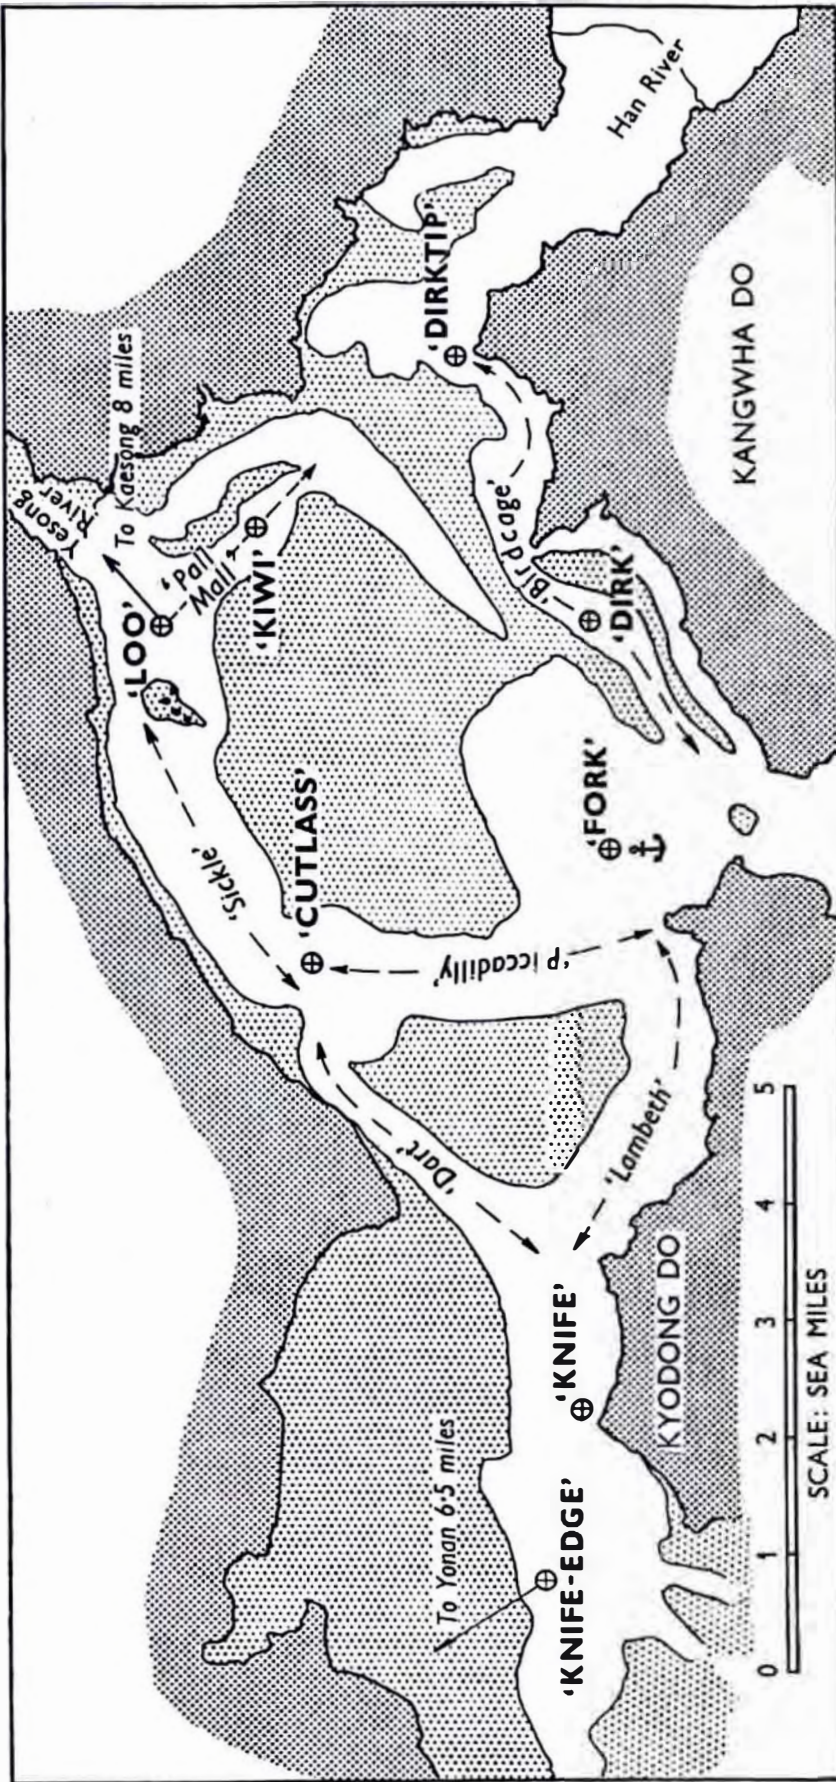 Yesong
River
To Kaesong 8 miles
'LOO'
'Pall
Mall'
'KIWI'
'Sickle'
'CUTLASS'
'DIRKTIP'
Han River
'Birdcage'
'DIRK'
'FORK'
'Piccadilly'
'Dart'
'Lambeth'
'KNIFE'
'KNIFE-EDGE'
To Yonan 6·5 miles
KANGWHA DO
KYODONG DO
0 1 2 3 4 5
SCALE: SEA MILES